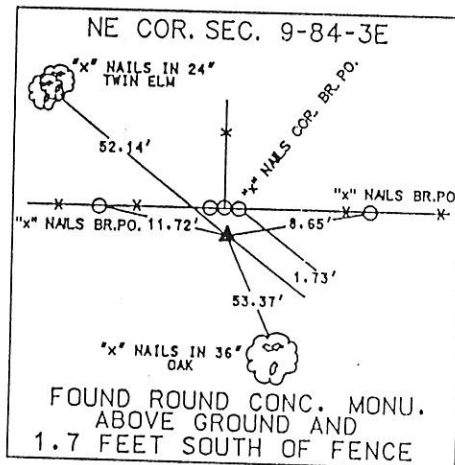 NE COR. SEC. 9-84-3E
"X" NAILS IN 24"
TWIN ELM
"X" NAILS COR. BR. PO.
52.14'
"X" NAILS BR.PO
"X" NAILS BR.PO.
11.72'
8.65'
1.73'
53.37'
"X" NAILS IN 36"
OAK
FOUND ROUND CONC. MONU.
ABOVE GROUND AND
1.7 FEET SOUTH OF FENCE